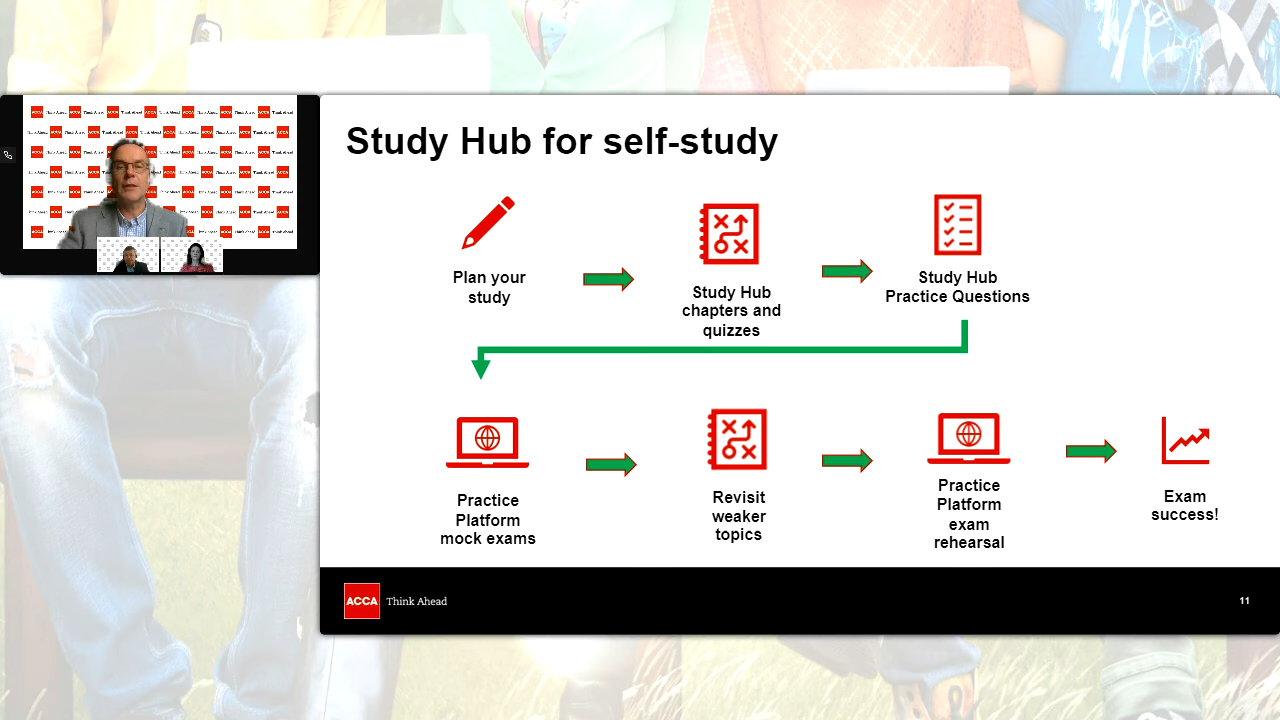 Study Hub for self-study
Plan your
study
Study Hub
chapters and
quizzes
Study Hub
Practice Questions
Practice
Platform
mock exams
Revisit
weaker
topics
Practice
Platform
exam
rehearsal
Exam
success!
ACCA Think Ahead
11